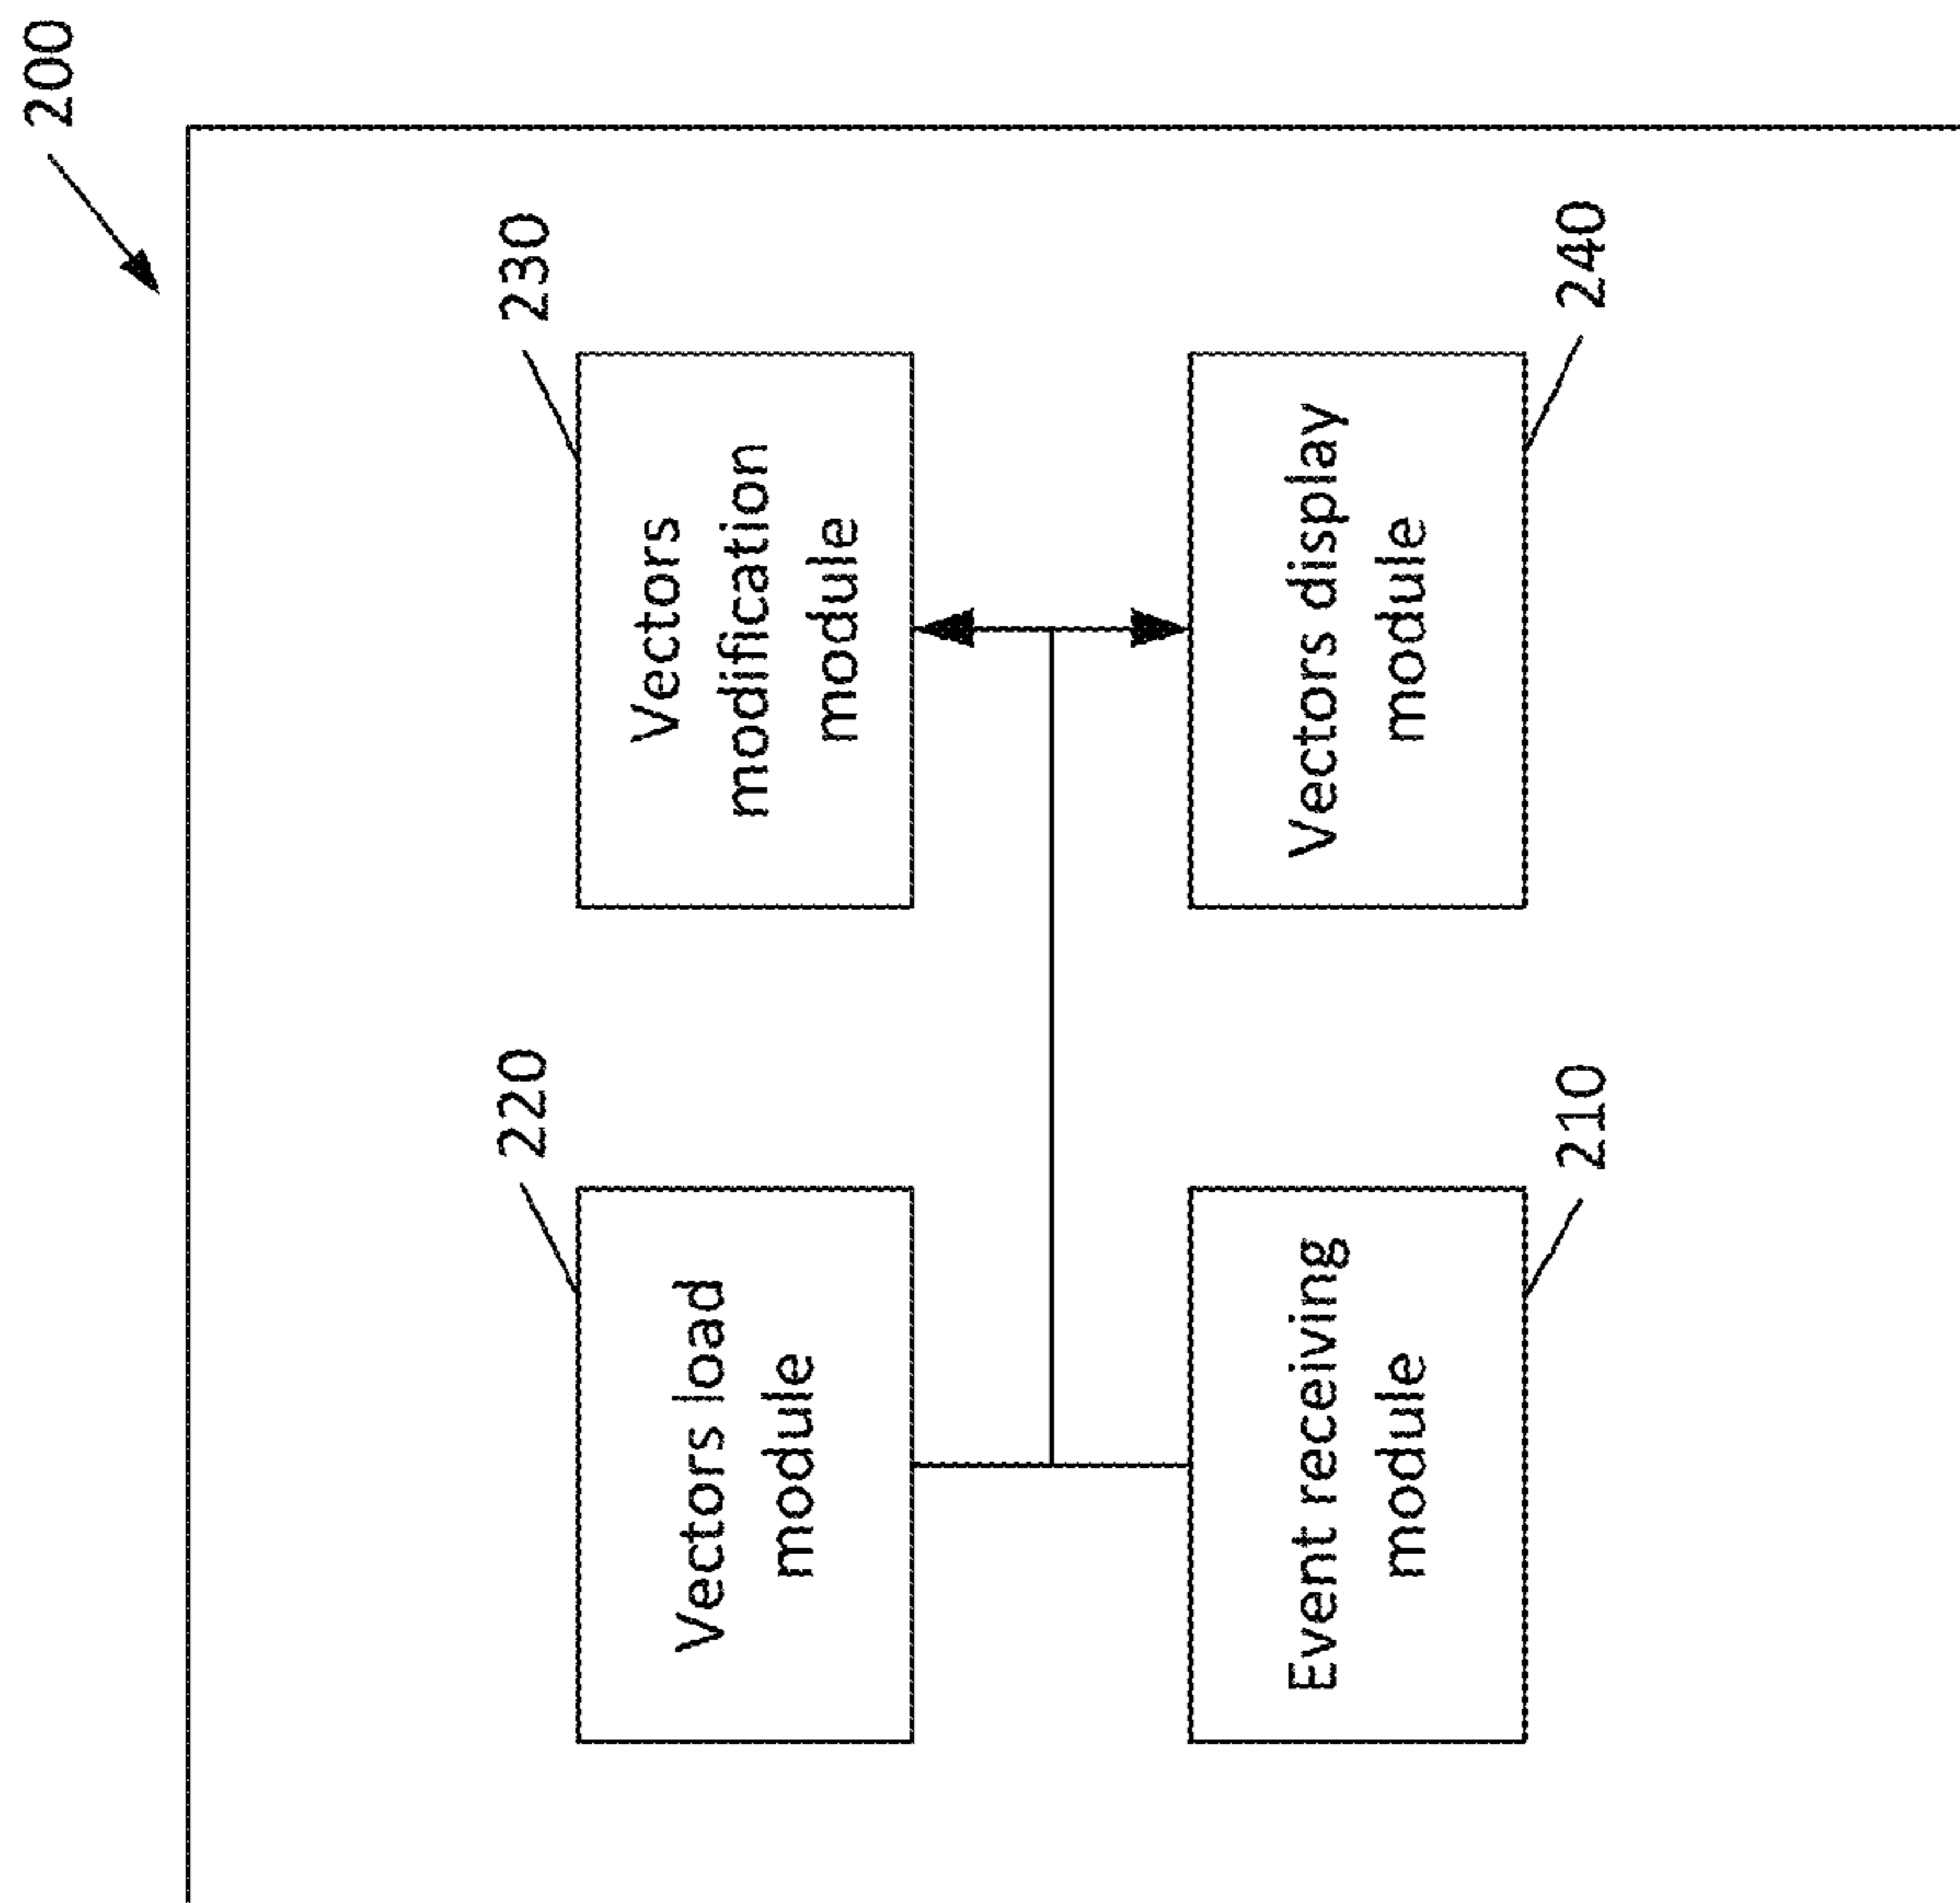 200
220
Vectors load
module
230
Vectors
modification
module
Event receiving
module
210
Vectors display
module
240